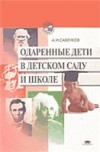 А.И.САВЕНКОВ
ОДАРЕННЫЕ ДЕТИ
В ДЕТСКОМ САДУ
И ШКОЛЕ